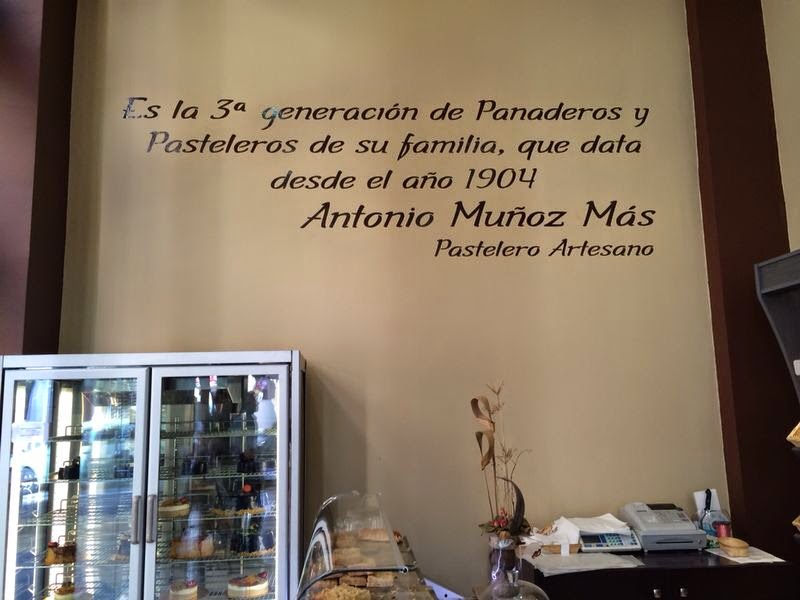 Es la 3ª generación de Panaderos y
Pasteleros de su familia, que data
desde el año 1904
Antonio Muñoz Más
Pastelero Artesano